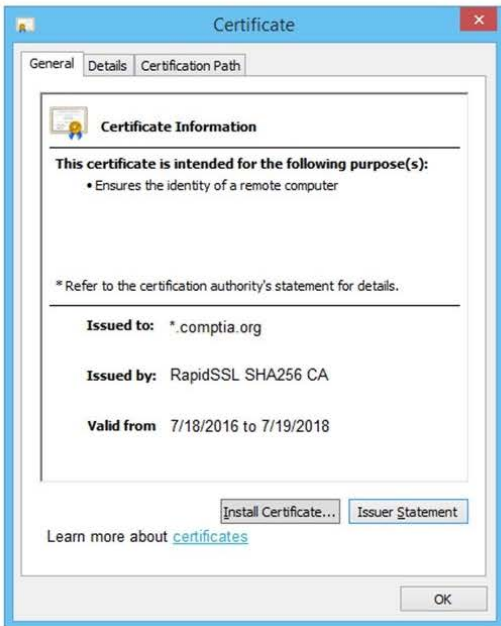 Certificate
General Details Certification Path
Certificate Information
This certificate is intended for the following purpose(s):
• Ensures the identity of a remote computer
* Refer to the certification authority's statement for details.
Issued to: *.comptia.org
Issued by: RapidSSL SHA256 CA
Valid from 7/18/2016 to 7/19/2018
Install Certificate... Issuer Statement
Learn more about certificates
OK